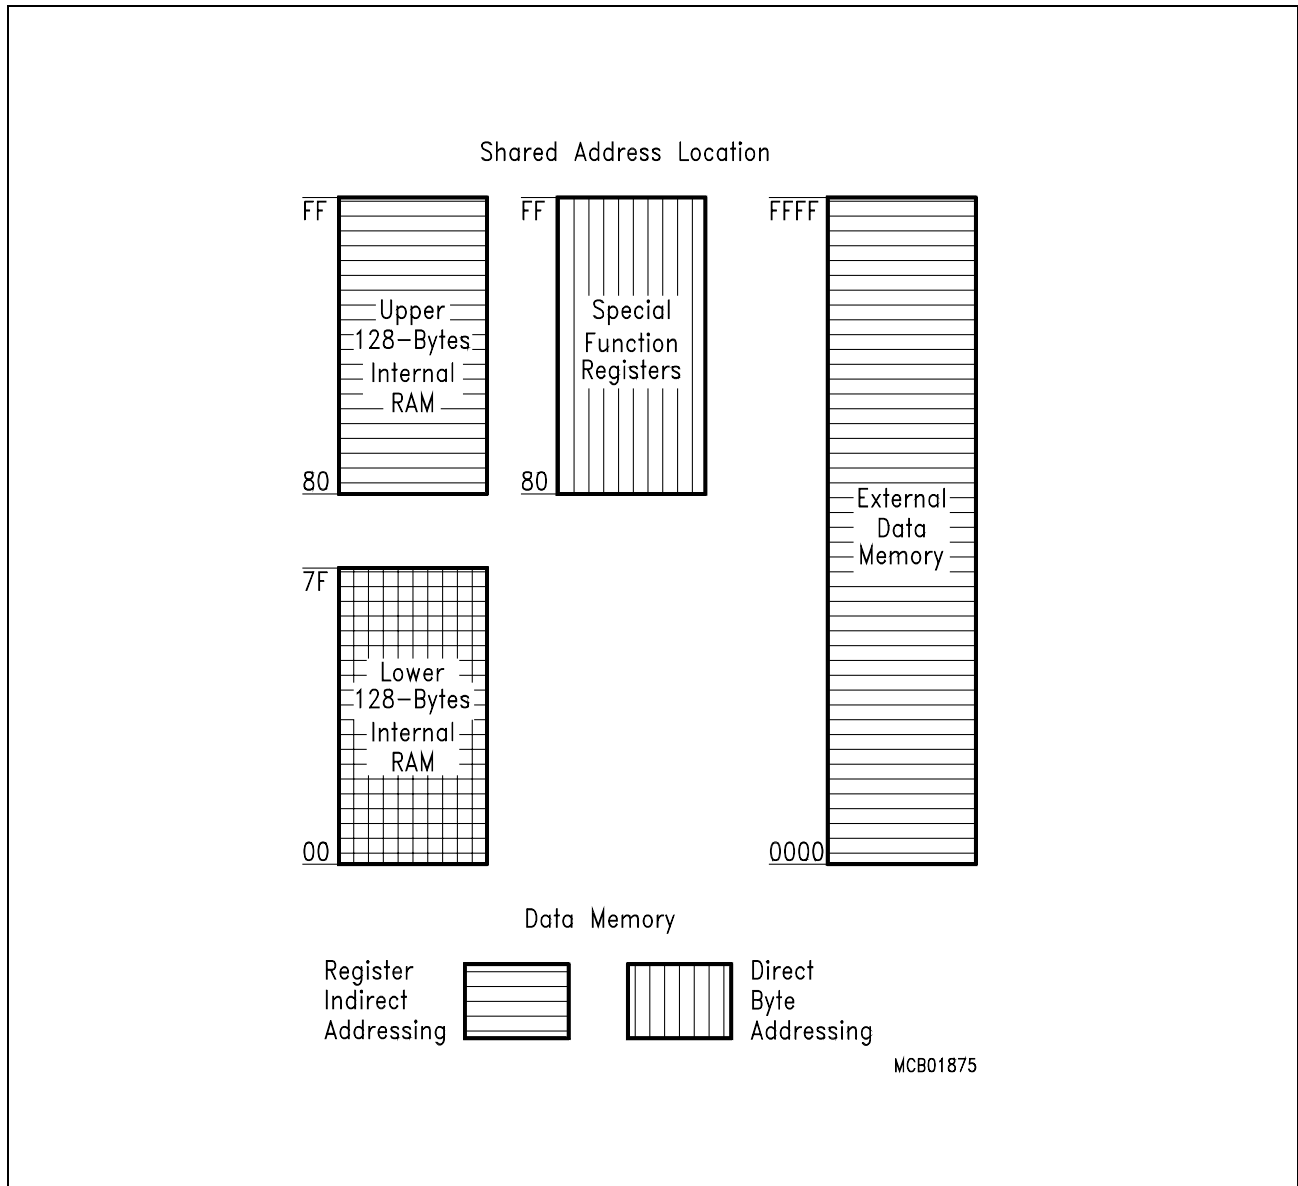 Shared Address Location
FF
Upper
128-Bytes
Internal
RAM
80
FF
Special
Function
Registers
80
FFFF
External
Data
Memory
0000
7F
Lower
128-Bytes
Internal
RAM
00
Data Memory
Register
Indirect
Addressing
Direct
Byte
Addressing
MCB01875